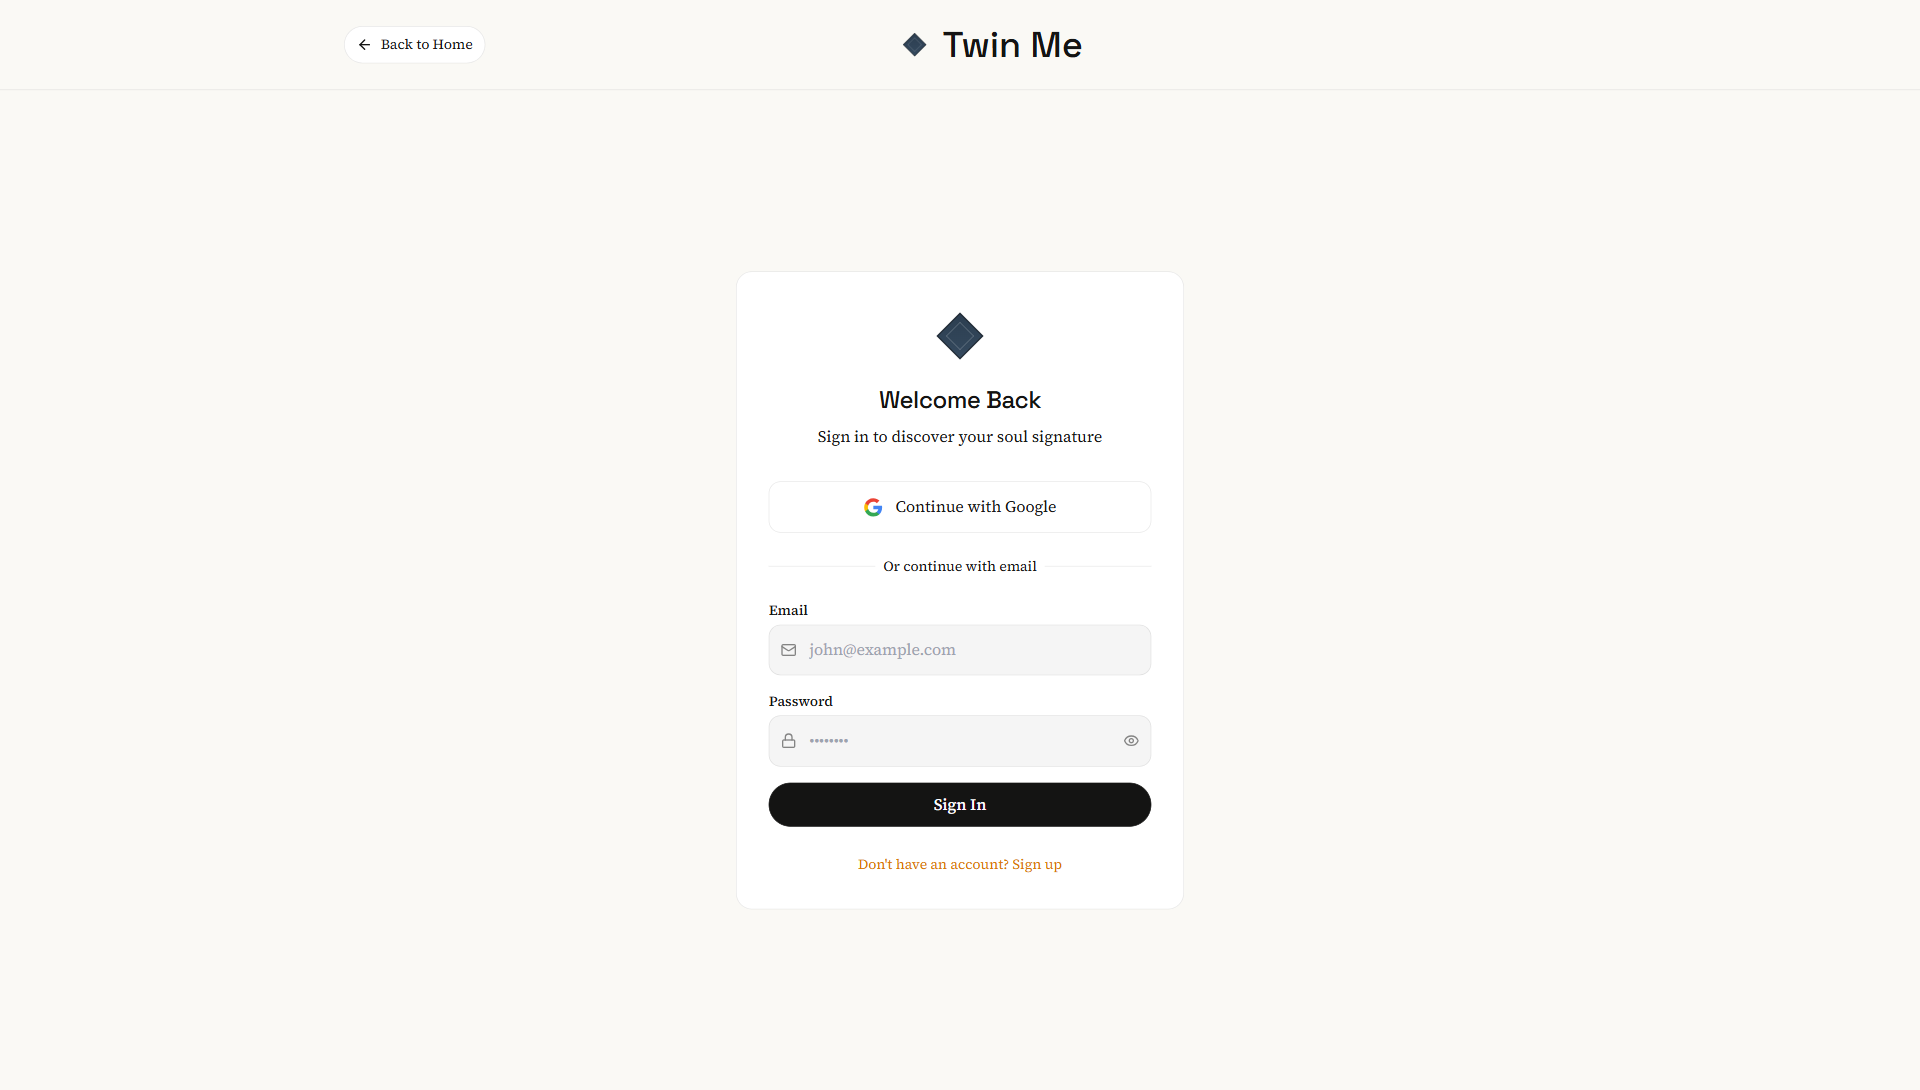 Back to Home
Twin Me
Welcome Back
Sign in to discover your soul signature
Continue with Google
Or continue with email
Email
john@example.com
Password
••••••••
Sign In
Don't have an account? Sign up